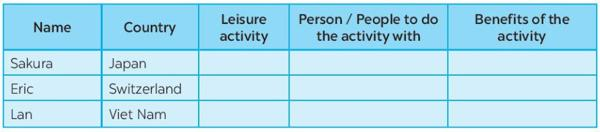 Name Country Leisure activity Person / People to do the activity with Benefits of the activity
Sakura Japan
Eric Switzerland
Lan Viet Nam